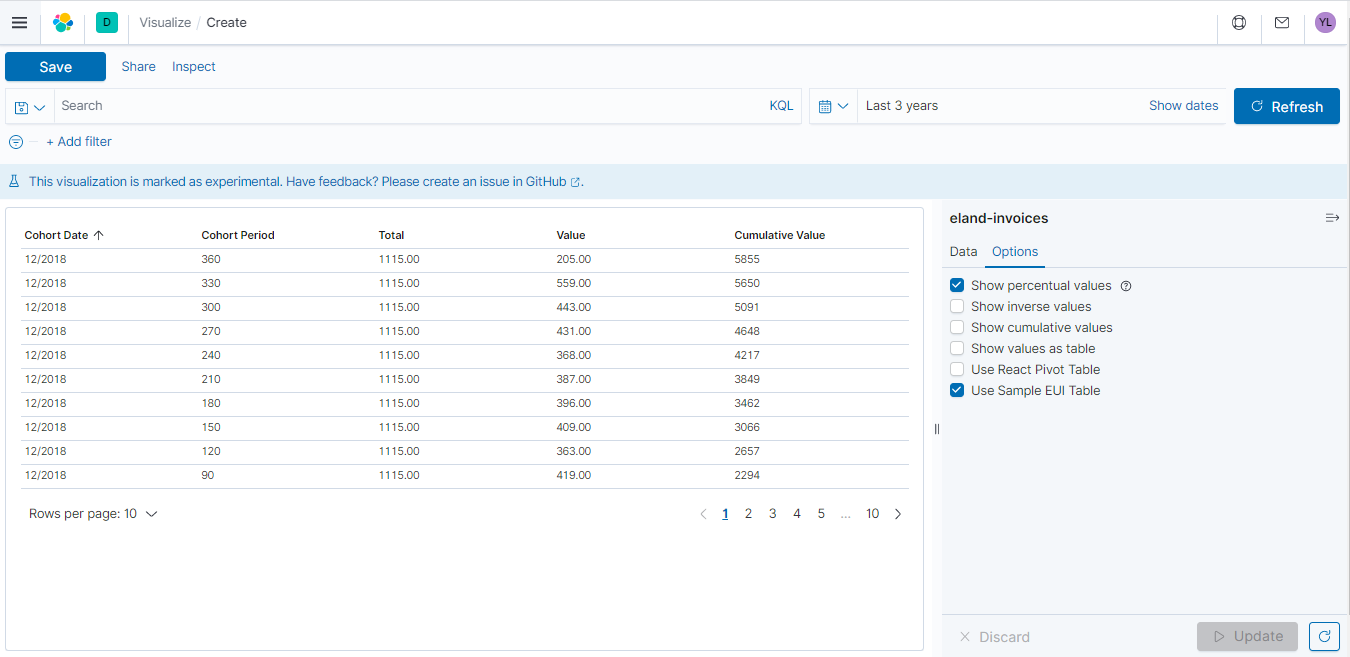 D Visualize / Create YL
Save Share Inspect
Search KQL Last 3 years Show dates Refresh
+ Add filter
This visualization is marked as experimental. Have feedback? Please create an issue in GitHub.
Cohort Date Cohort Period Total Value Cumulative Value
12/2018 360 1115.00 205.00 5855
12/2018 330 1115.00 559.00 5650
12/2018 300 1115.00 443.00 5091
12/2018 270 1115.00 431.00 4648
12/2018 240 1115.00 368.00 4217
12/2018 210 1115.00 387.00 3849
12/2018 180 1115.00 396.00 3462
12/2018 150 1115.00 409.00 3066
12/2018 120 1115.00 363.00 2657
12/2018 90 1115.00 419.00 2294
Rows per page: 10 1 2 3 4 5 ... 10
eland-invoices
Data Options
Show percentual values
Show inverse values
Show cumulative values
Show values as table
Use React Pivot Table
Use Sample EUI Table
Discard Update